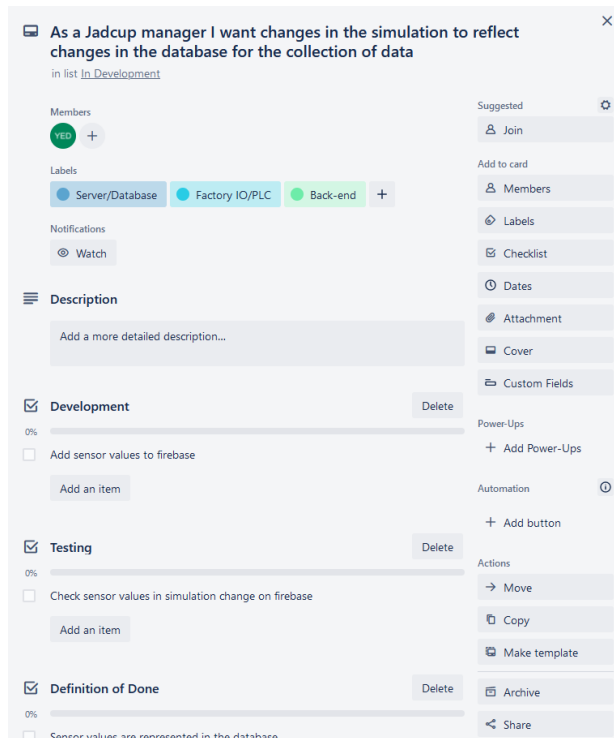 As a Jadcup manager I want changes in the simulation to reflect
changes in the database for the collection of data
in list In Development
Members
YED
Labels
Server/Database
Factory IO/PLC
Back-end
Notifications
Watch
Description
Add a more detailed description...
Development
Delete
0%
Add sensor values to firebase
Add an item
Testing
Delete
0%
Check sensor values in simulation change on firebase
Add an item
Definition of Done
Delete
0%
Sensor values are represented in the database
Suggested
Join
Add to card
Members
Labels
Checklist
Dates
Attachment
Cover
Custom Fields
Power-Ups
Add Power-Ups
Automation
Add button
Actions
Move
Copy
Make template
Archive
Share